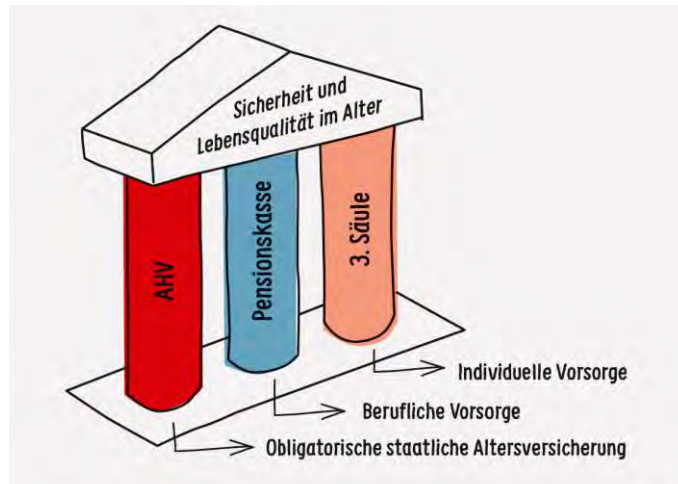 Sicherheit und
Lebensqualität im Alter
AHV
Pensionskasse
3. Säule
Individuelle Vorsorge
Berufliche Vorsorge
Obligatorische staatliche Altersversicherung